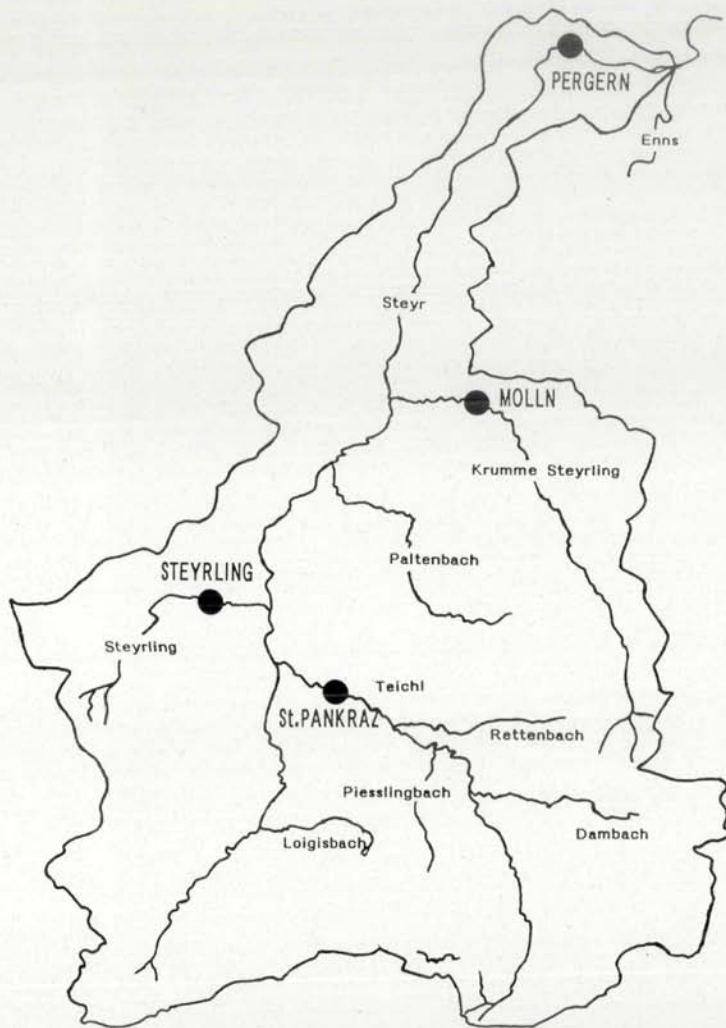 PERGERN
Enns
Steyr
MOLLN
Krumme Steyrling
Paltenbach
STEYRLING
Steyrling
Teichl
St.PANKRAZ
Rettenbach
Piesslingbach
Dambach
Loigisbach